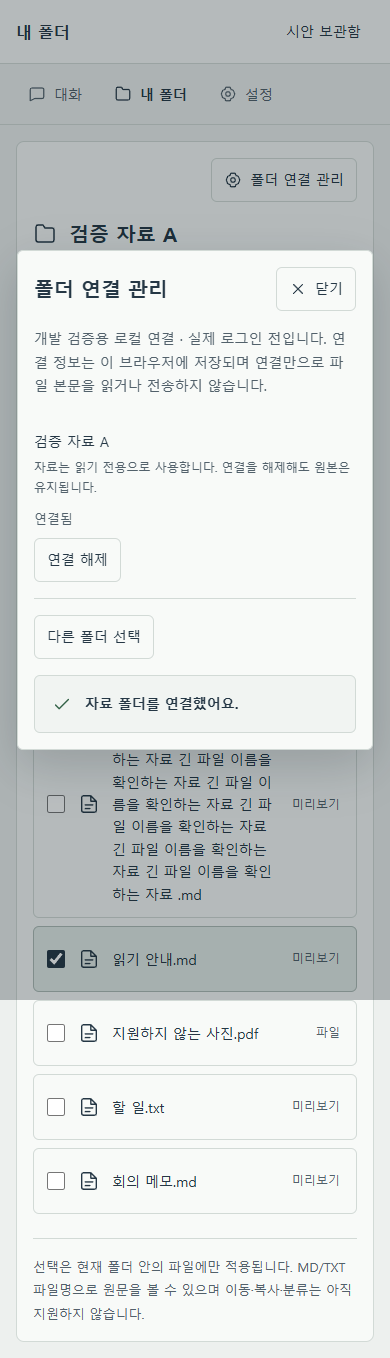 내 폴더
시안 보관함
대화
내 폴더
설정
폴더 연결 관리
검증 자료 A
폴더 연결 관리
닫기
개발 검증용 로컬 연결 · 실제 로그인 전입니다. 연
결 정보는 이 브라우저에 저장되며 연결만으로 파
일 본문을 읽거나 전송하지 않습니다.
검증 자료 A
자료는 읽기 전용으로 사용합니다. 연결을 해제해도 원본은
유지됩니다.
연결됨
연결 해제
다른 폴더 선택
자료 폴더를 연결했어요.
하는 자료 긴 파일 이름을
확인하는 자료 긴 파일 이
름을 확인하는 자료 긴 파
일 이름을 확인하는 자료
긴 파일 이름을 확인하는
자료 긴 파일 이름을 확인
하는 자료 .md
미리보기
읽기 안내.md
미리보기
지원하지 않는 사진.pdf
파일
할 일.txt
미리보기
회의 메모.md
미리보기
선택은 현재 폴더 안의 파일에만 적용됩니다. MD/TXT
파일명으로 원문을 볼 수 있으며 이동·복사·분류는 아직
지원하지 않습니다.